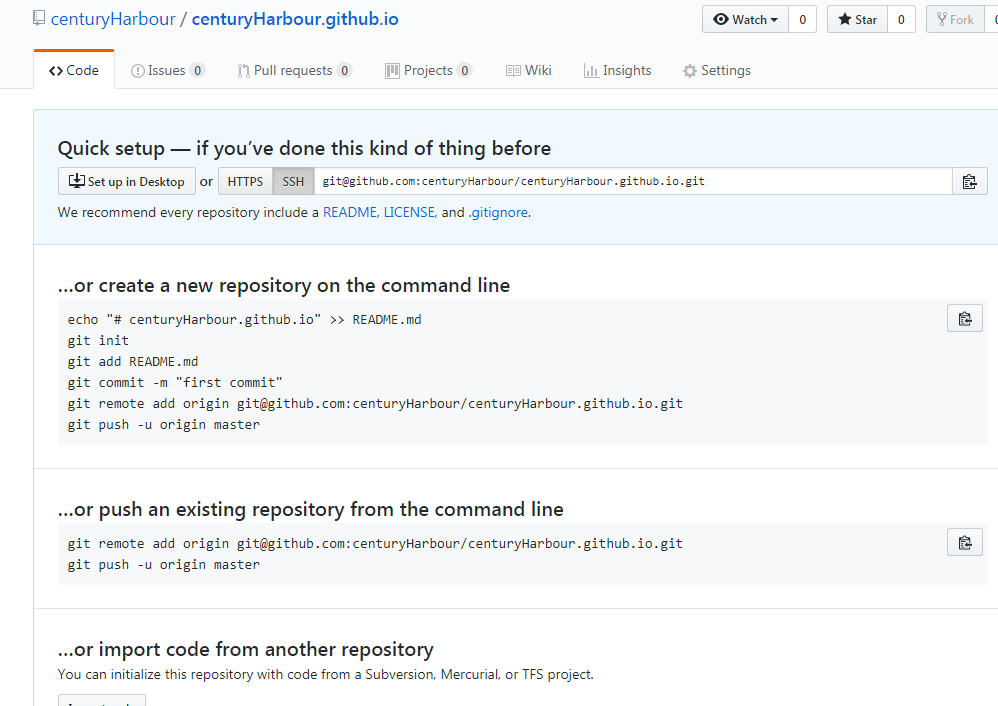 centuryHarbour / centuryHarbour.github.io
Watch 0 Star 0 Fork
Code Issues 0 Pull requests 0 Projects 0 Wiki Insights Settings
Quick setup — if you’ve done this kind of thing before
Set up in Desktop or HTTPS SSH git@github.com:centuryHarbour/centuryHarbour.github.io.git
We recommend every repository include a README, LICENSE, and .gitignore.
…or create a new repository on the command line
echo "# centuryHarbour.github.io" >> README.md
git init
git add README.md
git commit -m "first commit"
git remote add origin git@github.com:centuryHarbour/centuryHarbour.github.io.git
git push -u origin master
…or push an existing repository from the command line
git remote add origin git@github.com:centuryHarbour/centuryHarbour.github.io.git
git push -u origin master
…or import code from another repository
You can initialize this repository with code from a Subversion, Mercurial, or TFS project.